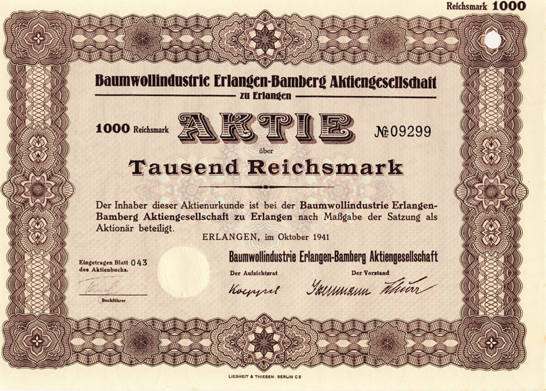 Reichsmark 1000
Baumwollindustrie Erlangen-Bamberg Aktiengesellschaft
zu Erlangen
1000 Reichsmark AKTIE № 09299
über
Tausend Reichsmark
Der Inhaber dieser Aktienurkunde ist bei der Baumwollindustrie Erlangen-
Bamberg Aktiengesellschaft zu Erlangen nach Maßgabe der Satzung als
Aktionär beteiligt.
ERLANGEN, im Oktober 1941
Baumwollindustrie Erlangen-Bamberg Aktiengesellschaft
Eingetragen Blatt 043
des Aktienbuchs.
Der Aufsichtsrat Der Vorstand
Buchführer
LIEGNITZ & THIESEN BERLIN C 2